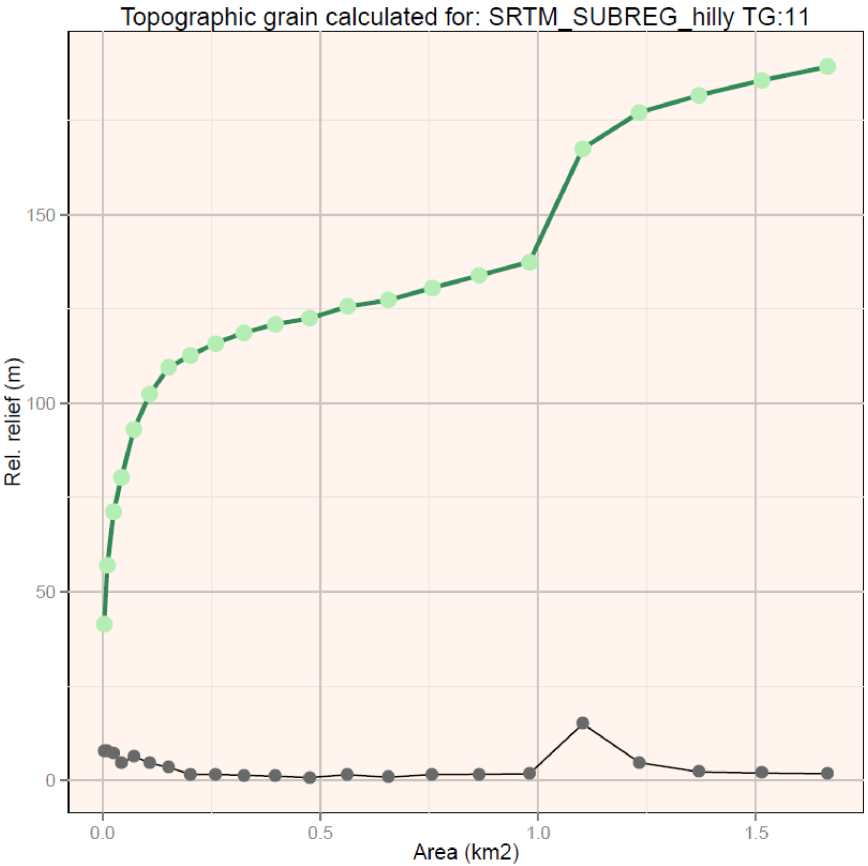 Topographic grain calculated for: SRTM_SUBREG_hilly TG:11
150
100
50
0
Rel. relief (m)
0.0 0.5 1.0 1.5
Area (km2)